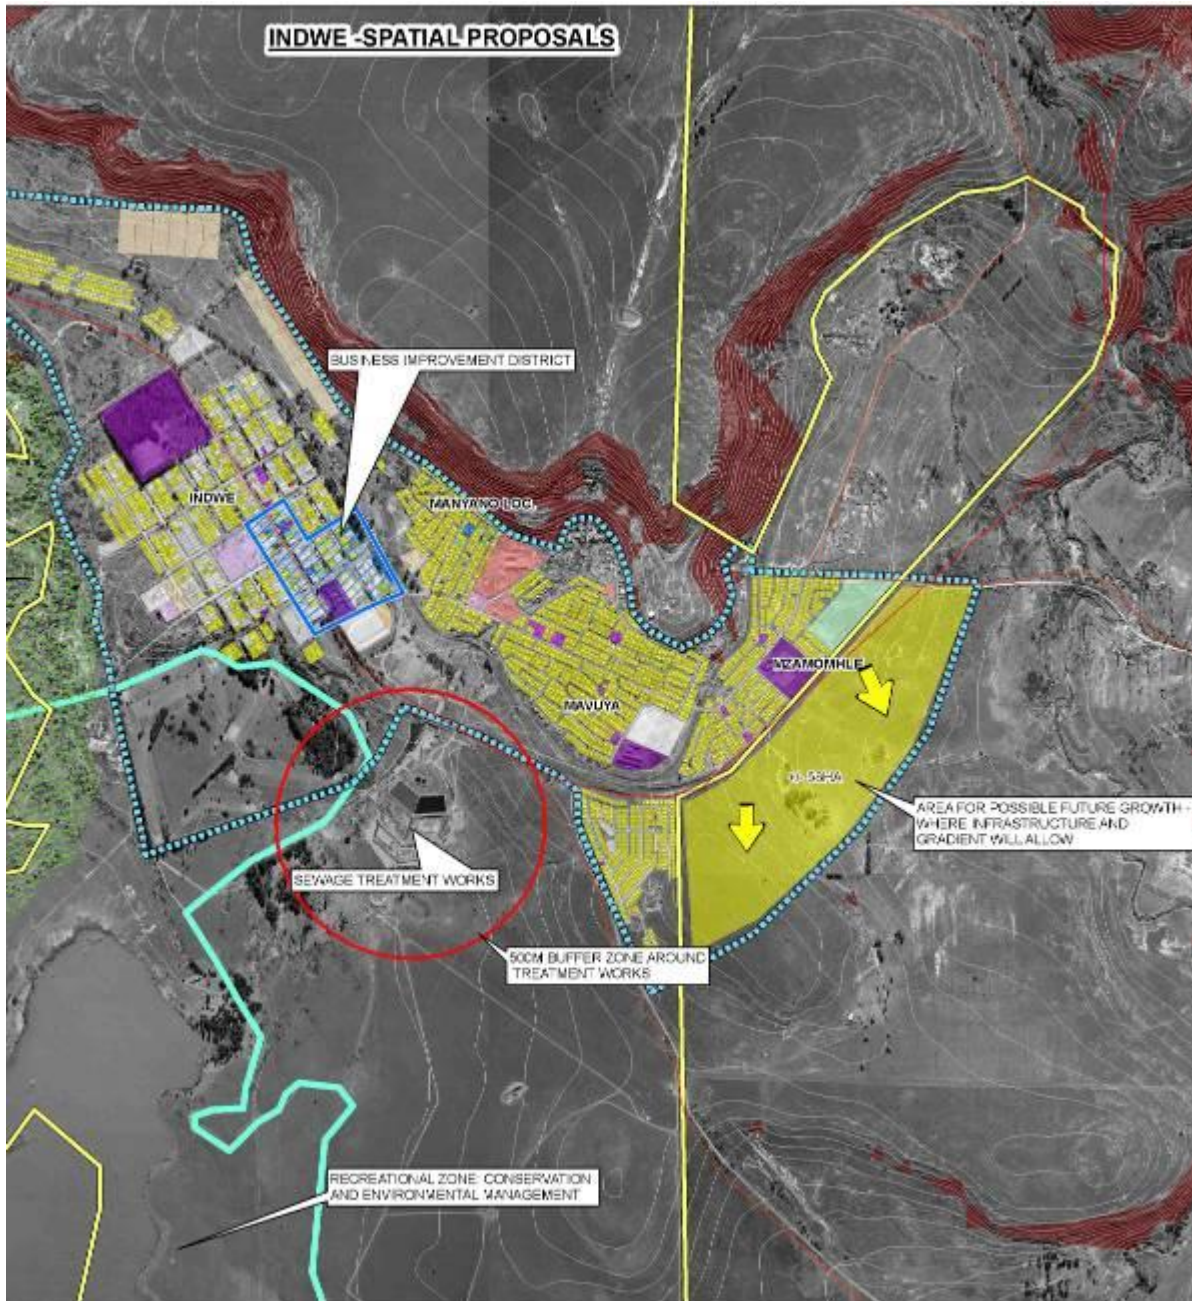 INDWE -SPATIAL PROPOSALS
BUSINESS IMPROVEMENT DISTRICT
INDWE
MANYANO LOC.
MZAMOMHLE
MAVUYA
AREA FOR POSSIBLE FUTURE GROWTH -
WHERE INFRASTRUCTURE AND
GRADIENT WILL ALLOW
SEWAGE TREATMENT WORKS
500M BUFFER ZONE AROUND
TREATMENT WORKS
RECREATIONAL ZONE: CONSERVATION
AND ENVIRONMENTAL MANAGEMENT